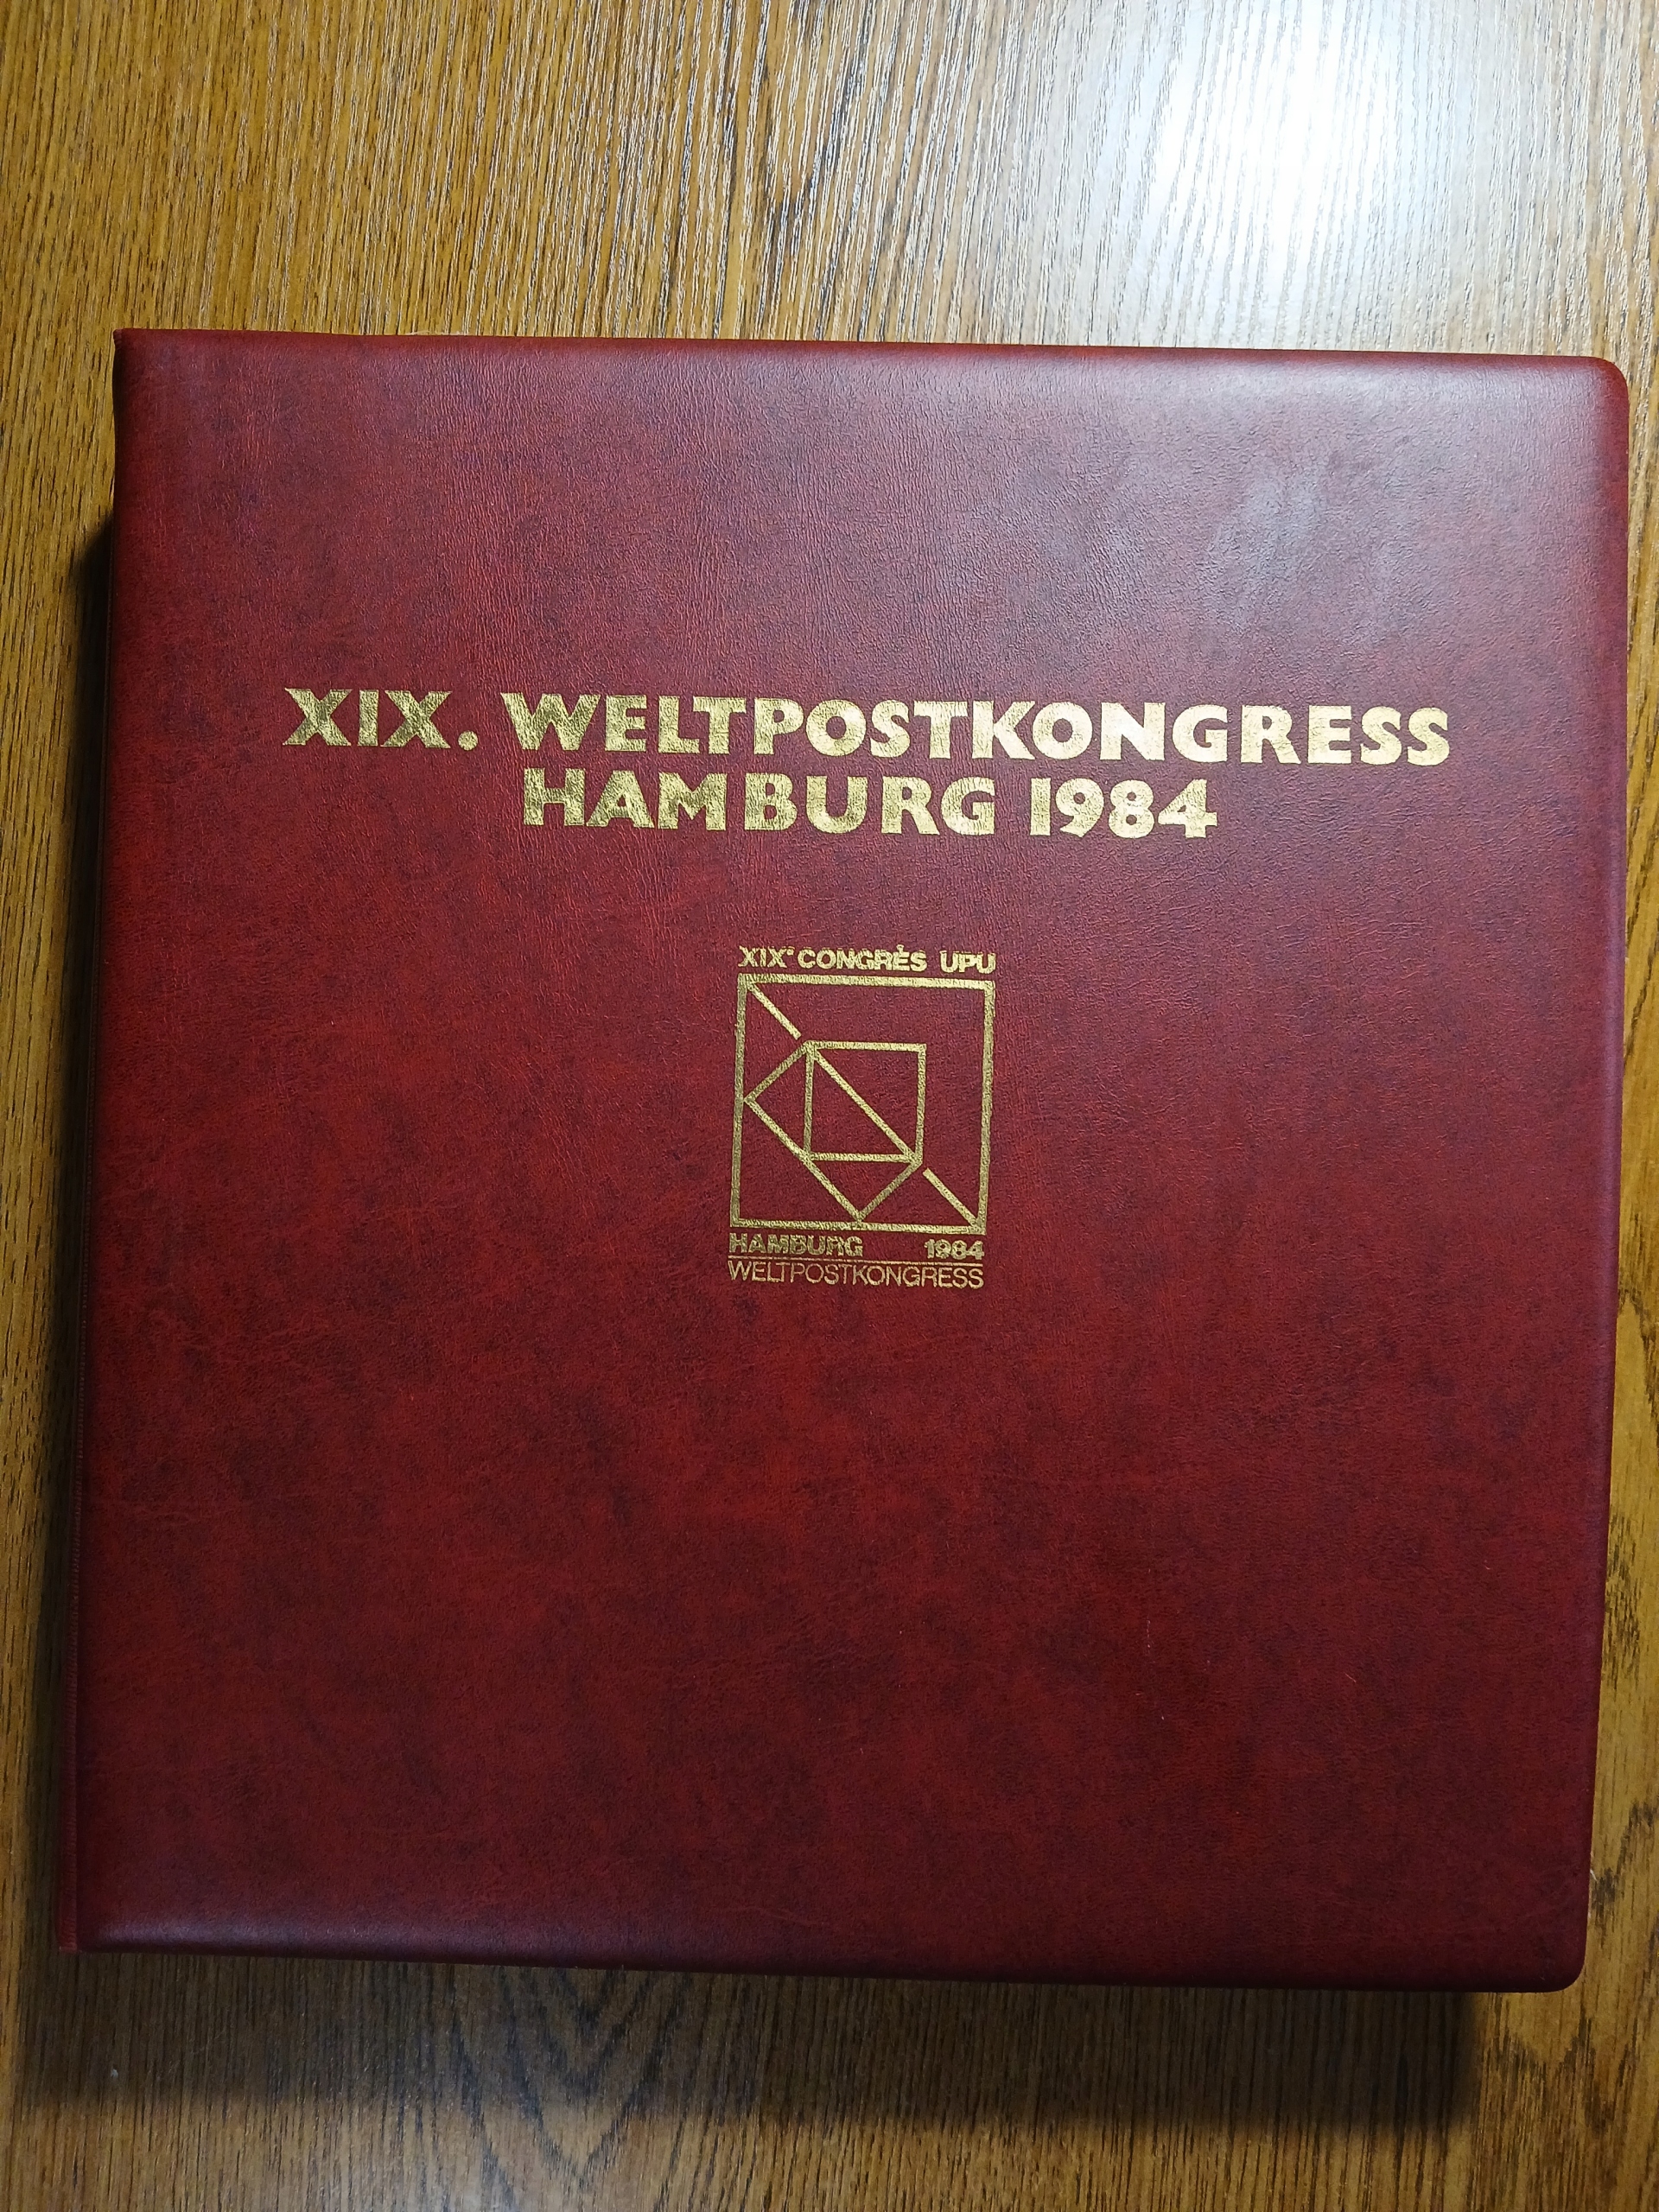 XIX. WELTPOSTKONGRESS
HAMBURG 1984
XIXᵉ CONGRÈS UPU
HAMBURG 1984
WELTPOSTKONGRESS